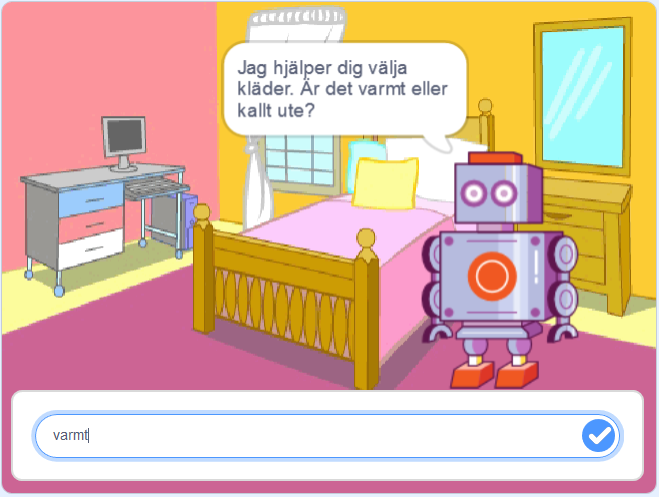 Jag hjälper dig välja
kläder. Är det varmt eller
kallt ute?
varmt